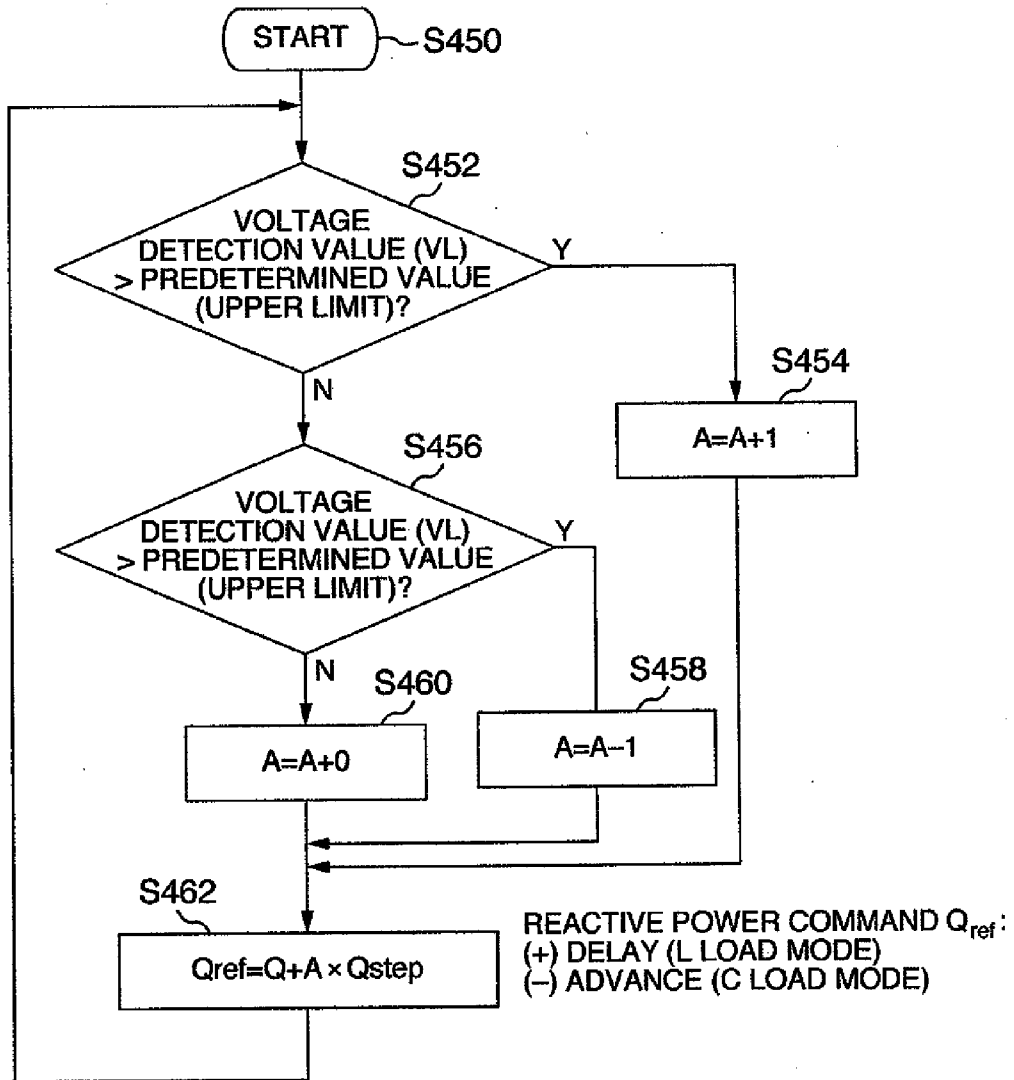 START
S450
S452
VOLTAGE
DETECTION VALUE (VL)
> PREDETERMINED VALUE
(UPPER LIMIT)?
Y
N
S454
A=A+1
S456
VOLTAGE
DETECTION VALUE (VL)
> PREDETERMINED VALUE
(UPPER LIMIT)?
Y
N
S458
A=A–1
S460
A=A+0
S462
Qref=Q+A × Qstep
REACTIVE POWER COMMAND Qref:
(+) DELAY (L LOAD MODE)
(–) ADVANCE (C LOAD MODE)